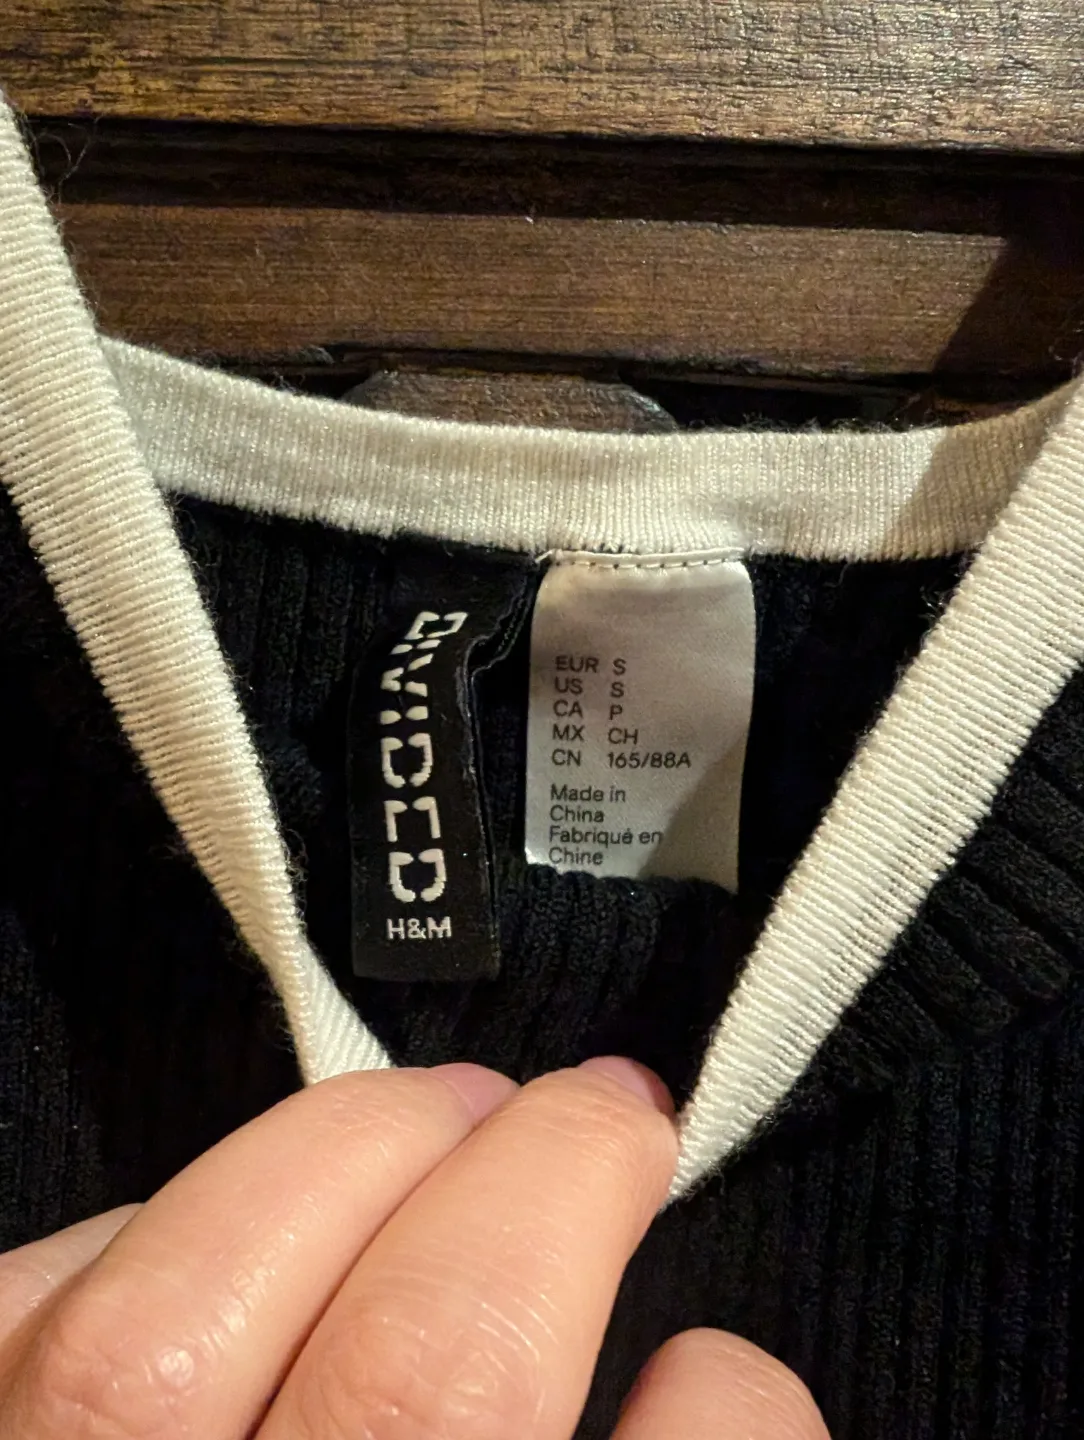 DIVIDED
H&M
EUR S
US S
CA P
MX CH
CN 165/88A
Made in
China
Fabriqué en
Chine